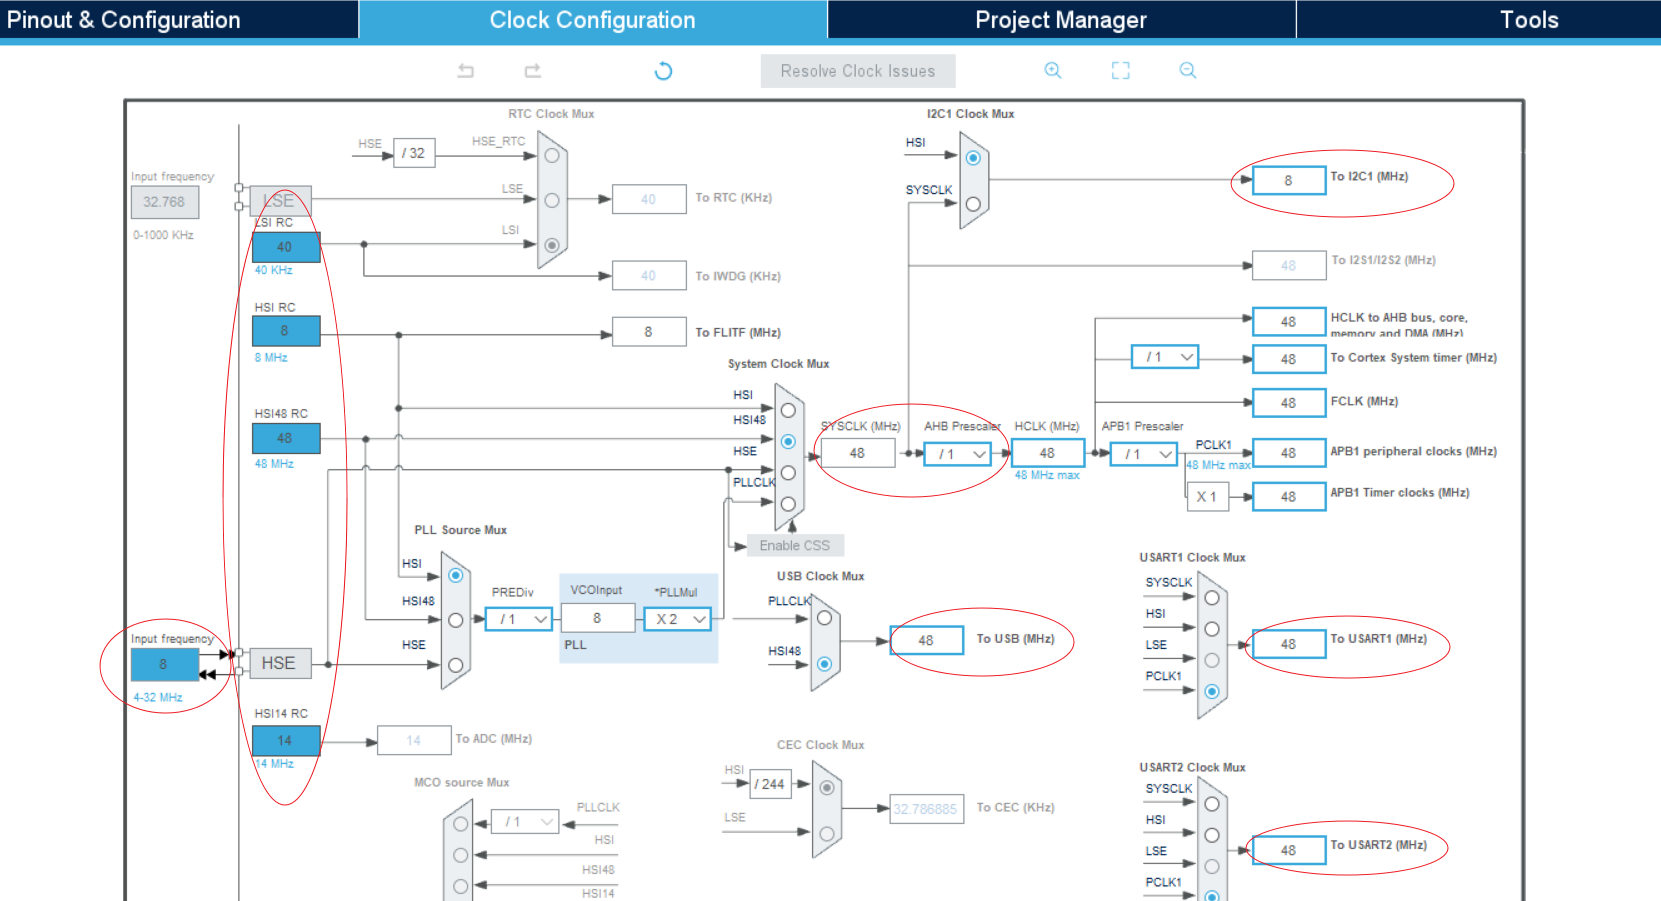 Pinout & Configuration
Clock Configuration
Project Manager
Tools
Resolve Clock Issues
RTC Clock Mux
HSE
/ 32
HSE_RTC
LSE
LSI
40
To RTC (KHz)
40
To IWDG (KHz)
Input frequency
32.768
0-1000 KHz
LSE
LSI RC
40
40 KHz
HSI RC
8
8 MHz
8
To FLITF (MHz)
HSI48 RC
48
48 MHz
I2C1 Clock Mux
HSI
SYSCLK
8
To I2C1 (MHz)
48
To I2S1/I2S2 (MHz)
System Clock Mux
HSI
HSI48
HSE
PLLCLK
Enable CSS
SYSCLK (MHz)
48
AHB Prescaler
/ 1
HCLK (MHz)
48
48 MHz max
APB1 Prescaler
/ 1
PCLK1
48 MHz max
X 1
48
HCLK to AHB bus, core,
memory and DMA (MHz)
/ 1
48
To Cortex System timer (MHz)
48
FCLK (MHz)
48
APB1 peripheral clocks (MHz)
48
APB1 Timer clocks (MHz)
PLL Source Mux
HSI
HSI48
HSE
PREDiv
/ 1
VCOInput
8
*PLLMul
X 2
PLL
USB Clock Mux
PLLCLK
HSI48
48
To USB (MHz)
USART1 Clock Mux
SYSCLK
HSI
LSE
PCLK1
48
To USART1 (MHz)
Input frequency
8
4-32 MHz
HSE
HSI14 RC
14
14 MHz
14
To ADC (MHz)
MCO source Mux
PLLCLK
/ 1
HSI
HSI48
HSI14
CEC Clock Mux
HSI
/ 244
LSE
32.786885
To CEC (KHz)
USART2 Clock Mux
SYSCLK
HSI
LSE
PCLK1
48
To USART2 (MHz)